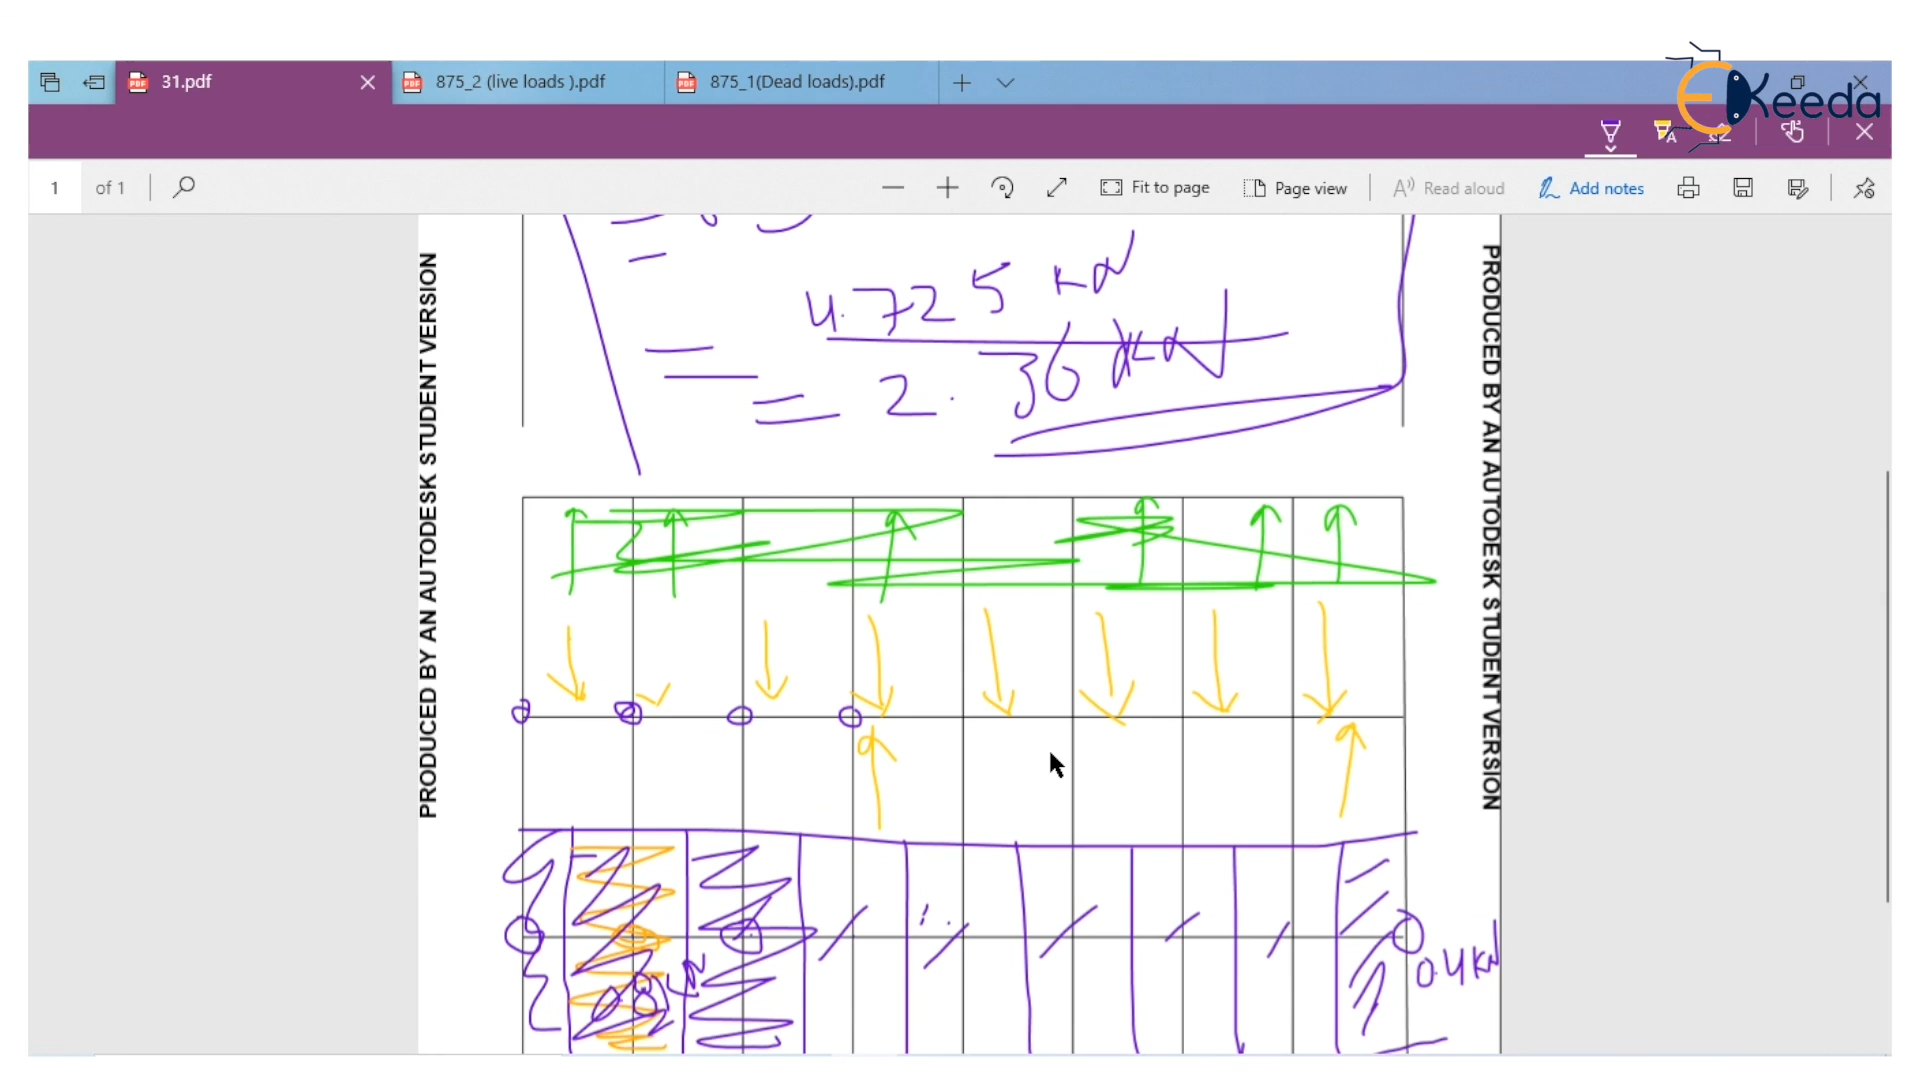 31.pdf
875_2 (live loads ).pdf
875_1(Dead loads).pdf
EKeeda
1 of 1
Fit to page
Page view
Read aloud
Add notes
PRODUCED BY AN AUTODESK STUDENT VERSION
PRODUCED BY AN AUTODESK STUDENT VERSION
4.725 kN
= 2.36 kN
0.4 kN